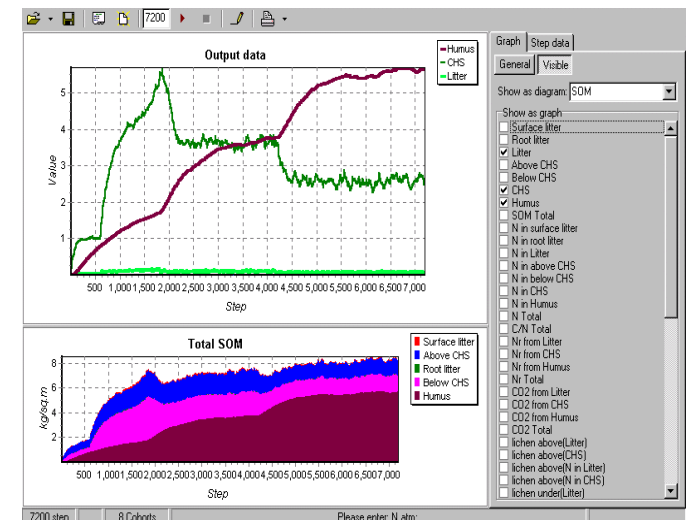 7200
Output data
Humus
CHS
Litter
5
4
3
2
1
Value
500 1,000 1,500 2,000 2,500 3,000 3,500 4,000 4,500 5,000 5,500 6,000 6,500 7,000
Step
Total SOM
Surface litter
Above CHS
Root litter
Below CHS
Humus
8
6
4
2
kg/sq.m
500 1,000 1,500 2,000 2,500 3,000 3,500 4,000 4,500 5,000 5,500 6,000 6,500 7,000
Step
Graph Step data
General Visible
Show as diagram: SOM
Show as graph
Surface litter
Root litter
Litter
Above CHS
Below CHS
CHS
Humus
SOM Total
N in surface litter
N in root litter
N in Litter
N in above CHS
N in below CHS
N in CHS
N in Humus
N Total
C/N Total
Nr from Litter
Nr from CHS
Nr from Humus
Nr Total
CO2 from Litter
CO2 from CHS
CO2 from Humus
CO2 Total
lichen above(Litter)
lichen above(CHS)
lichen above(N in Litter)
lichen above(N in CHS)
lichen under(Litter)
7200 step 8 Cohorts Please enter N atm: